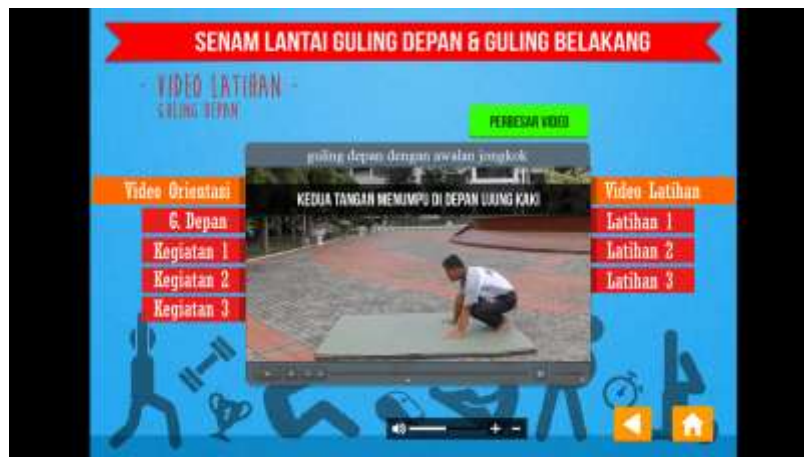 SENAM LANTAI GULING DEPAN & GULING BELAKANG
- VIDEO LATIHAN -
GULING DEPAN
PERBESAR VIDEO
guling depan dengan awalan jongkok
KEDUA TANGAN MENUMPU DI DEPAN UJUNG KAKI
Video Orientasi
G. Depan
Kegiatan 1
Kegiatan 2
Kegiatan 3
Video Latihan
Latihan 1
Latihan 2
Latihan 3